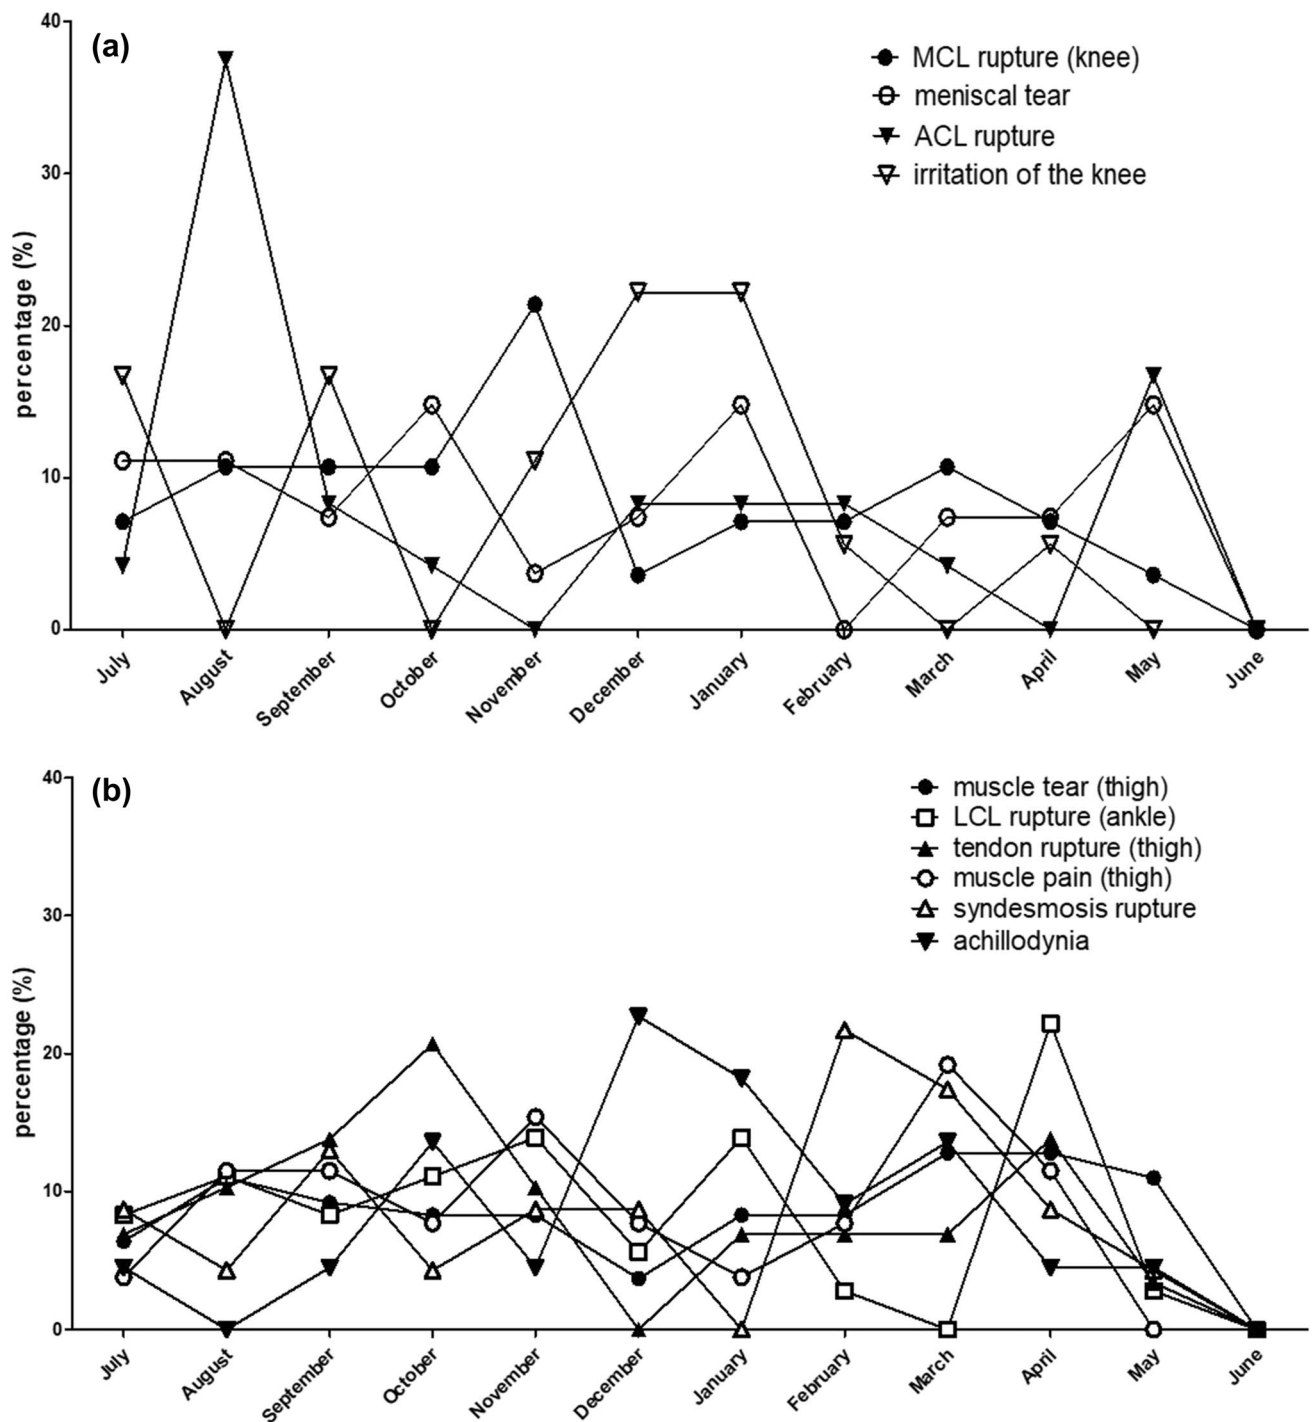 (a)
MCL rupture (knee)
meniscal tear
ACL rupture
irritation of the knee
percentage (%)
40
30
20
10
0
July
August
September
October
November
December
January
February
March
April
May
June
(b)
muscle tear (thigh)
LCL rupture (ankle)
tendon rupture (thigh)
muscle pain (thigh)
syndesmosis rupture
achillodynia
percentage (%)
40
30
20
10
0
July
August
September
October
November
December
January
February
March
April
May
June